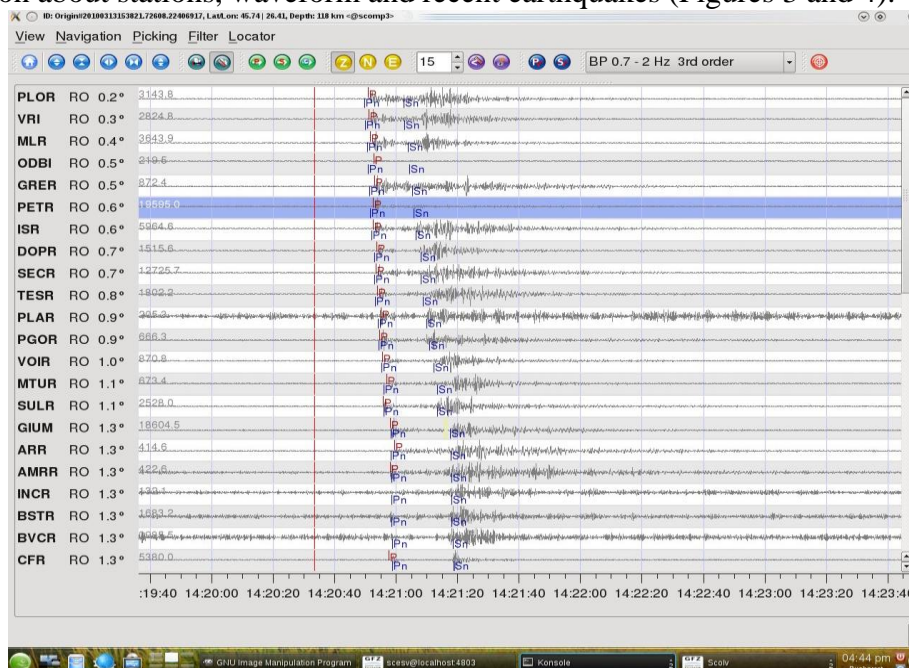 on about stations, waveform and recent earthquakes (Figures 3 and 4).
ID: Origin#20100313153821.72608.22406917, Lat/Lon: 45.74 | 26.41, Depth: 118 km <@scomp3>
View Navigation Picking Filter Locator
Z N E 15 P S BP 0.7 - 2 Hz 3rd order
PLOR RO 0.2° 3143.8 P Pn Sn
VRI RO 0.3° 2824.8 P Pn Sn
MLR RO 0.4° 3643.9 P Pn Sn
ODBI RO 0.5° 219.5 P Pn Sn
GRER RO 0.5° 872.4 P Pn Sn
PETR RO 0.6° 19595.0 P Pn Sn
ISR RO 0.6° 5964.6 P Pn Sn
DOPR RO 0.7° 1515.6 P Pn Sn
SECR RO 0.7° 12725.7 P Pn Sn
TESR RO 0.8° 1802.2 P Pn Sn
PLAR RO 0.9° P Pn Sn
PGOR RO 0.9° 666.3 P Pn Sn
VOIR RO 1.0° 870.8 P Pn Sn
MTUR RO 1.1° 673.4 P Pn Sn
SULR RO 1.1° 2528.0 P Pn Sn
GIUM RO 1.3° 18604.5 P Pn Sn
ARR RO 1.3° 414.6 P Pn Sn
AMRR RO 1.3° 422.6 P Pn Sn
INCR RO 1.3° 132.1 Pn Sn
BSTR RO 1.3° 1683.2 Pn Sn
BVCR RO 1.3° Pn Sn
CFR RO 1.3° 5380.0 P Pn Sn
:19:40 14:20:00 14:20:20 14:20:40 14:21:00 14:21:20 14:21:40 14:22:00 14:22:20 14:22:40 14:23:00 14:23:20 14:23:4
GNU Image Manipulation Program GFZ scesv@localhost:4803 Konsole GFZ Scolv 04:44 pm